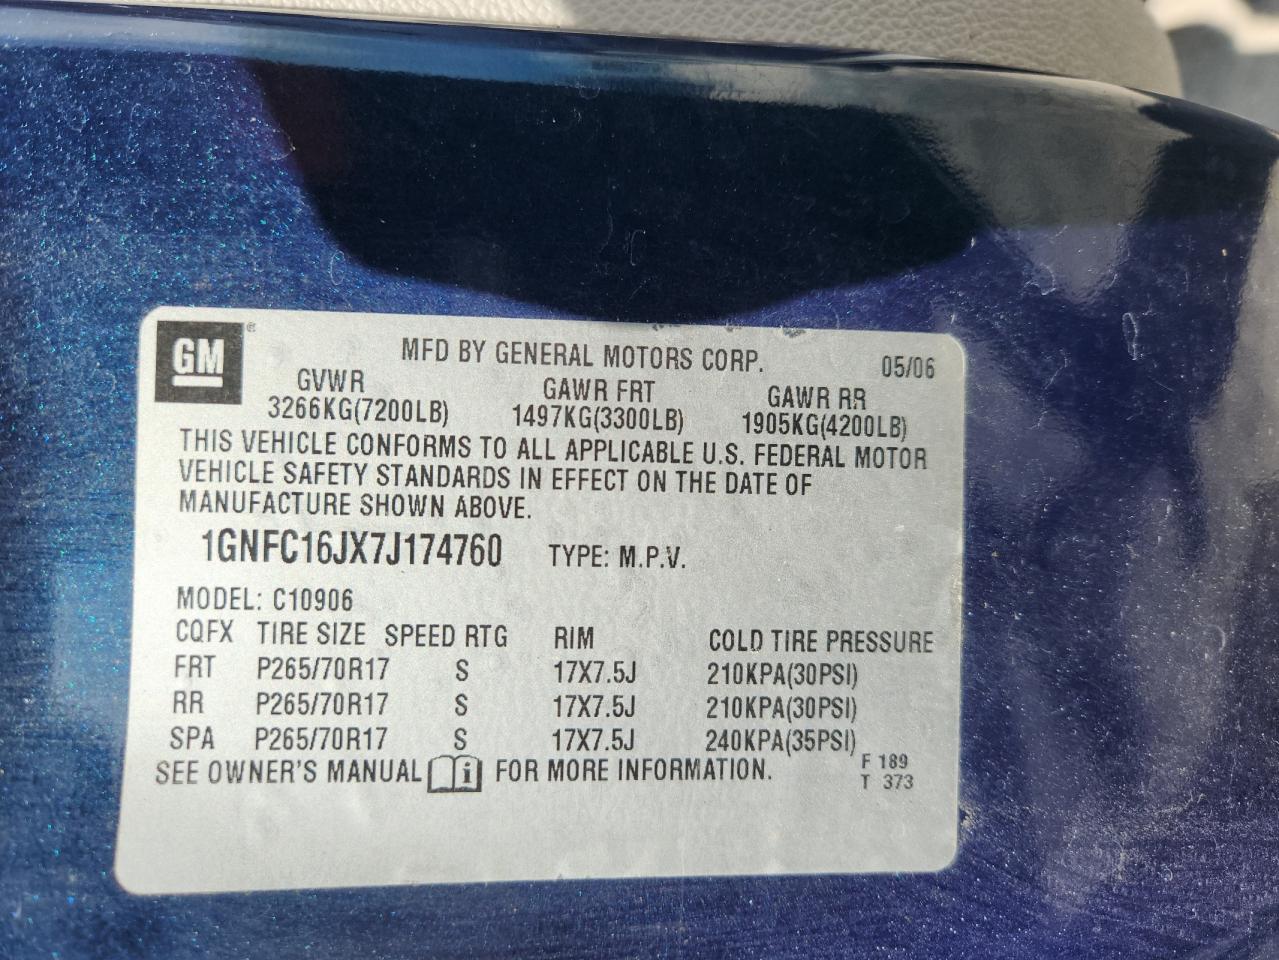 GM ®
MFD BY GENERAL MOTORS CORP. 05/06
GVWR GAWR FRT GAWR RR
3266KG(7200LB) 1497KG(3300LB) 1905KG(4200LB)
THIS VEHICLE CONFORMS TO ALL APPLICABLE U.S. FEDERAL MOTOR
VEHICLE SAFETY STANDARDS IN EFFECT ON THE DATE OF
MANUFACTURE SHOWN ABOVE.
1GNFC16JX7J174760 TYPE: M.P.V.
MODEL: C10906
CQFX TIRE SIZE SPEED RTG RIM COLD TIRE PRESSURE
FRT P265/70R17 S 17X7.5J 210KPA(30PSI)
RR P265/70R17 S 17X7.5J 210KPA(30PSI)
SPA P265/70R17 S 17X7.5J 240KPA(35PSI)
SEE OWNER'S MANUAL i FOR MORE INFORMATION.
F 189
T 373